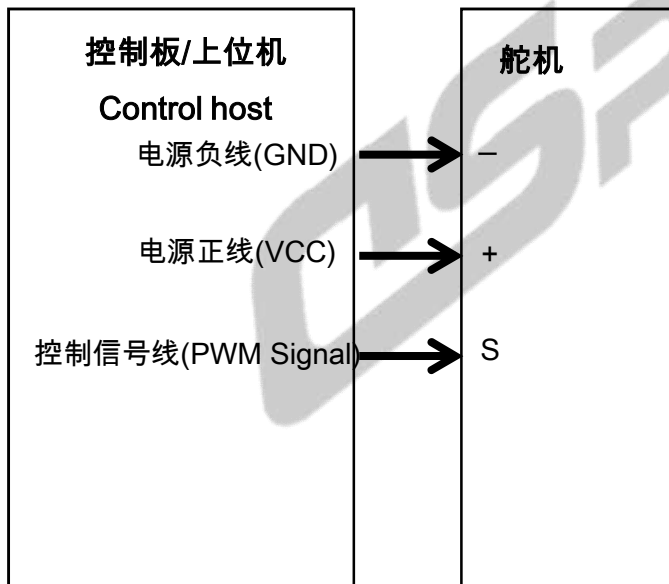 控制板/上位机
Control host
舵机
电源负线(GND) –
电源正线(VCC) +
控制信号线(PWM Signal) S